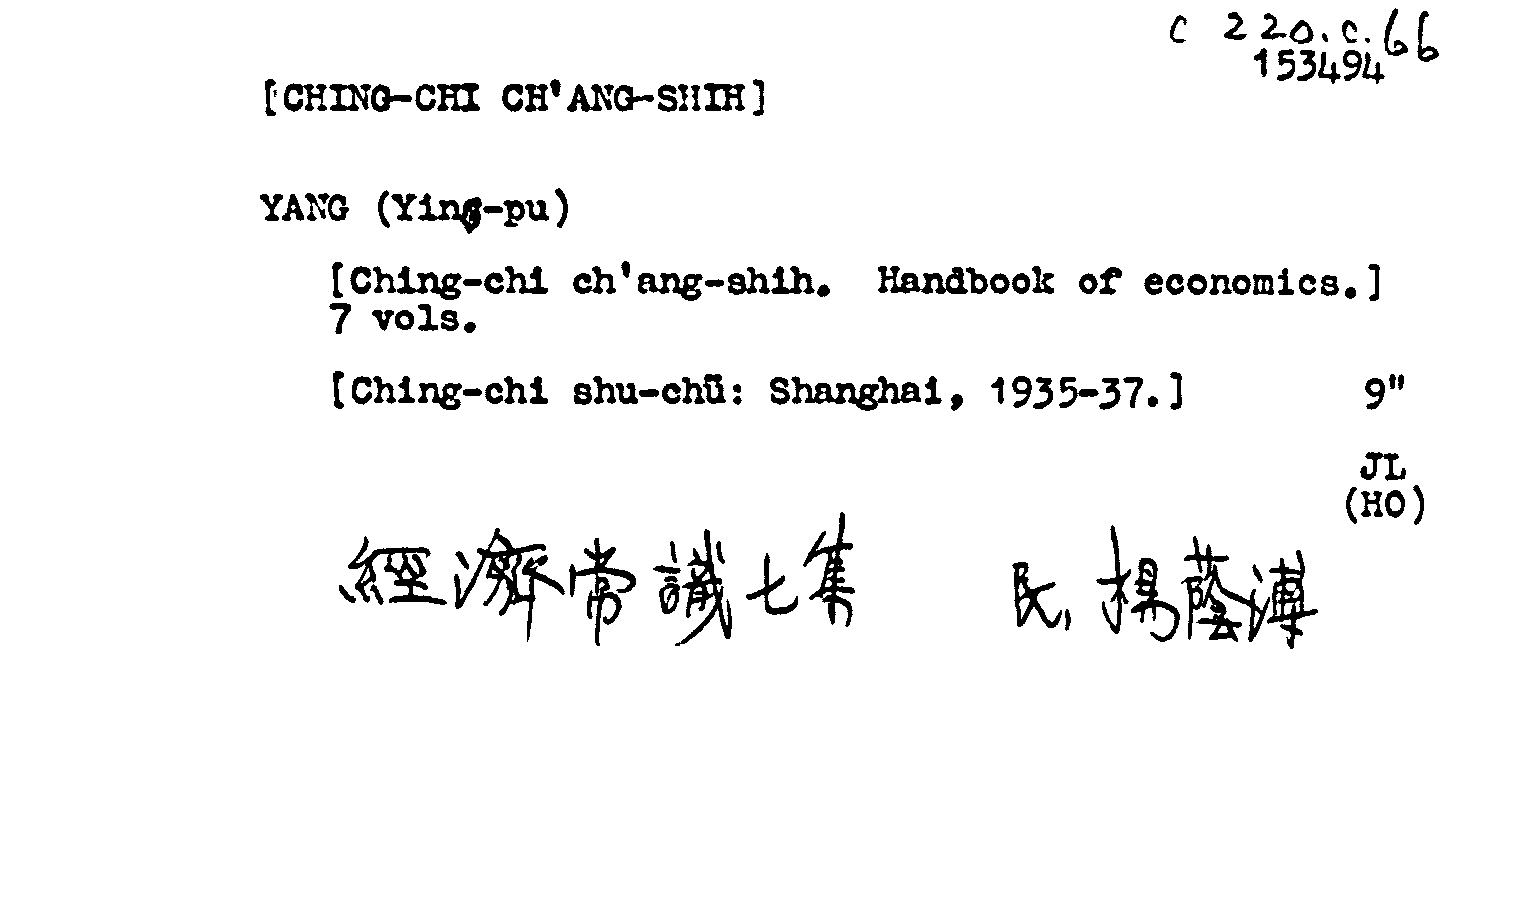 C 220.c.66
153494
[CHING-CHI CH'ANG-SHIH]
YANG (Ying-pu)
[Ching-chi ch'ang-shih. Handbook of economics.]
7 vols.
[Ching-chi shu-chü: Shanghai, 1935-37.] 9"
JL
(HO)
經濟常識七集 民, 楊蔭溥